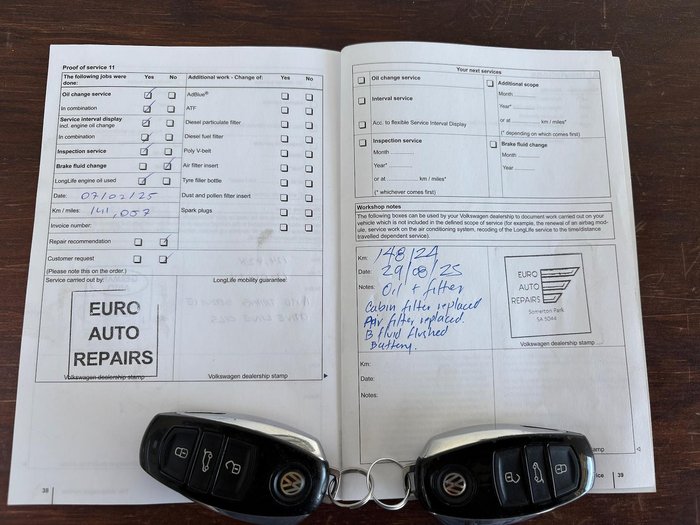 Proof of service 11
The following jobs were done: Yes No
Oil change service
In combination
Service interval display
incl. engine oil change
In combination
Inspection service
Brake fluid change
LongLife engine oil used
Date: 07/02/25
Km / miles: 141,057
Invoice number:
Repair recommendation
Customer request
(Please note this on the order.)
Service carried out by:
EURO
AUTO
REPAIRS
Volkswagen dealership stamp
38
Additional work - Change of: Yes No
AdBlue®
ATF
Diesel particulate filter
Diesel fuel filter
Poly V-belt
Air filter insert
Tyre filler bottle
Dust and pollen filter insert
Spark plugs
LongLife mobility guarantee:
Volkswagen dealership stamp
Your next services
Oil change service
Interval service
Acc. to flexible Service Interval Display
Inspection service
Month
Year*
or at km / miles*
(* whichever comes first)
Additional scope
Month
Year*
or at km / miles*
(* depending on which comes first)
Brake fluid change
Month
Year
Workshop notes
The following boxes can be used by your Volkswagen dealership to document work carried out on your
vehicle which is not included in the defined scope of service (for example, the renewal of an airbag mod-
ule, service work on the air conditioning system, recoding of the LongLife service to the time/distance
travelled dependent service).
Km: 148124
Date: 29/08/25
Notes: Oil + filter
Cabin filter replaced
Air filter replaced.
B fluid flushed
Battery.
EURO
AUTO
REPAIRS
Somerton Park
SA 5044
Volkswagen dealership stamp
Km:
Date:
Notes:
stamp
39